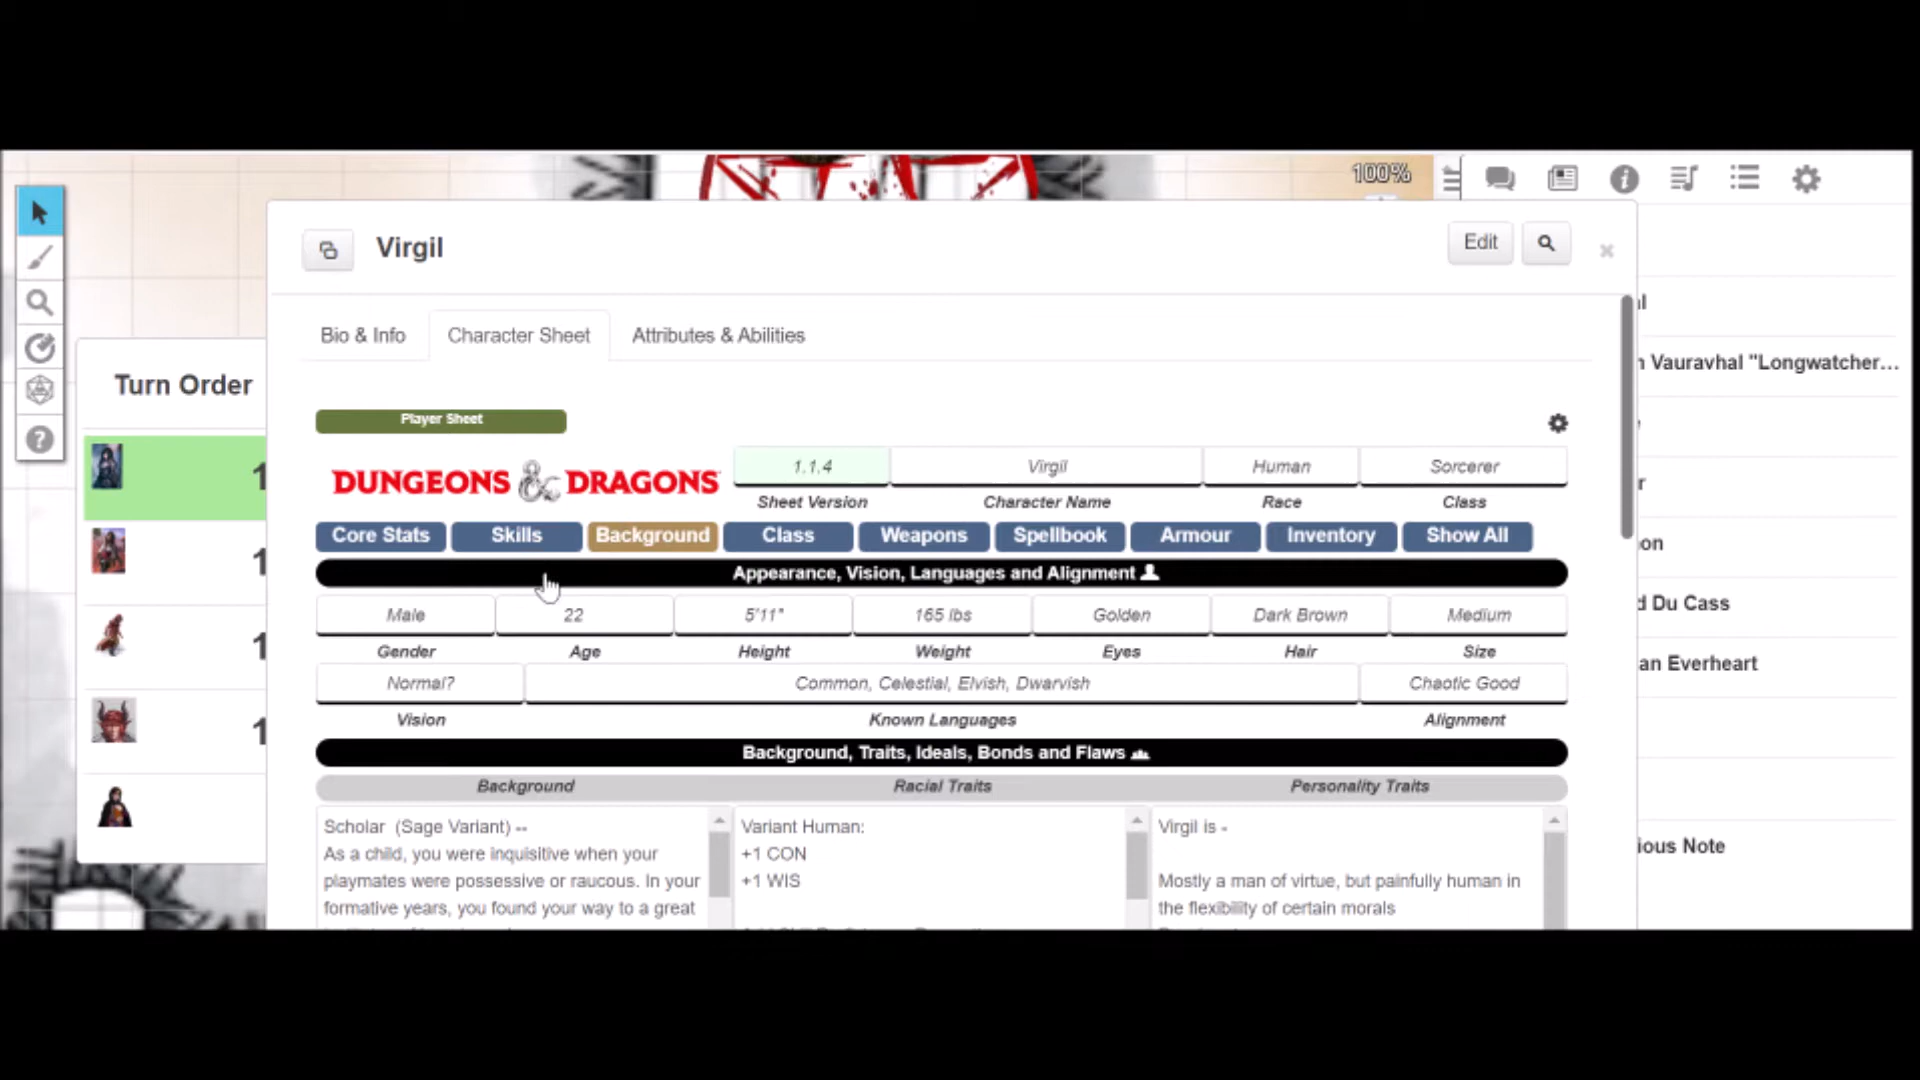 100%
Virgil
Edit
Bio & Info
Character Sheet
Attributes & Abilities
Turn Order
Player Sheet
DUNGEONS & DRAGONS
1.1.4
Virgil
Human
Sorcerer
Sheet Version
Character Name
Race
Class
Core Stats
Skills
Background
Class
Weapons
Spellbook
Armour
Inventory
Show All
Appearance, Vision, Languages and Alignment
Male
22
5'11"
165 lbs
Golden
Dark Brown
Medium
Gender
Age
Height
Weight
Eyes
Hair
Size
Normal?
Common, Celestial, Elvish, Dwarvish
Chaotic Good
Vision
Known Languages
Alignment
Background, Traits, Ideals, Bonds and Flaws
Background
Racial Traits
Personality Traits
Scholar (Sage Variant) --
As a child, you were inquisitive when your
playmates were possessive or raucous. In your
formative years, you found your way to a great
Variant Human:
+1 CON
+1 WIS
Virgil is -
Mostly a man of virtue, but painfully human in
the flexibility of certain morals
Vauravhal "Longwatcher...
on
d Du Cass
an Everheart
ious Note